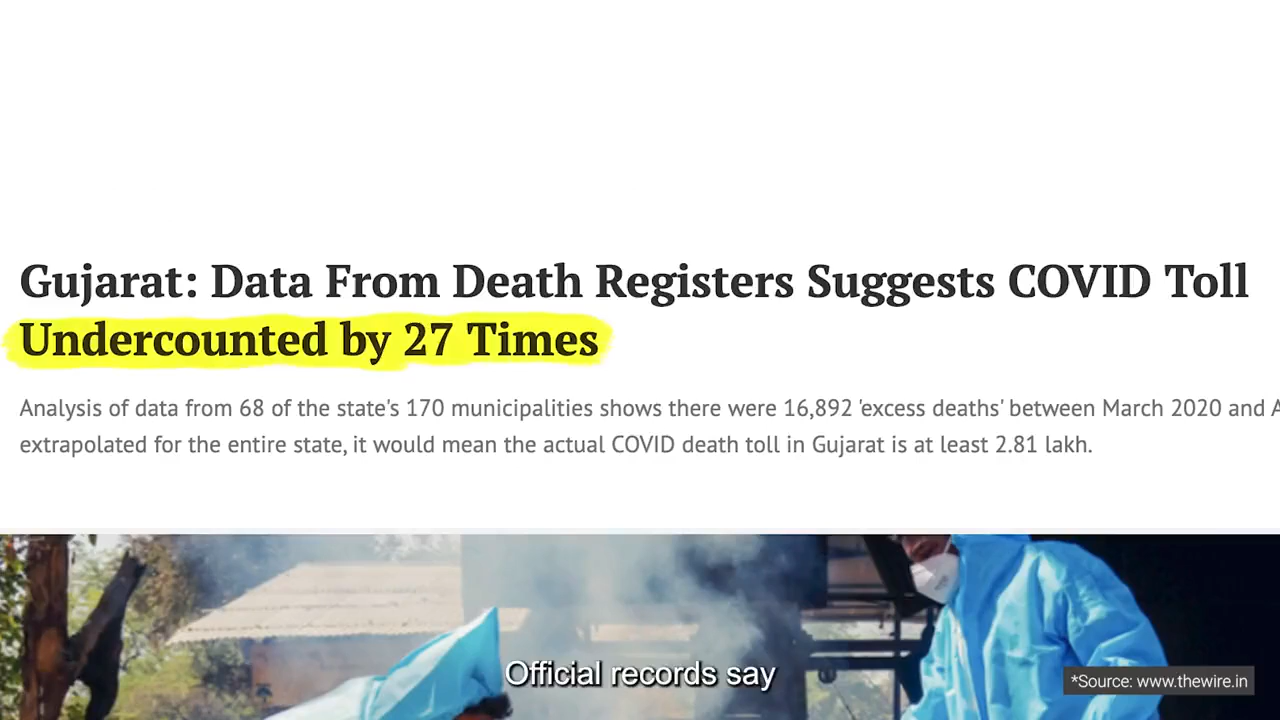 Gujarat: Data From Death Registers Suggests COVID Toll
Undercounted by 27 Times
Analysis of data from 68 of the state's 170 municipalities shows there were 16,892 'excess deaths' between March 2020 and
extrapolated for the entire state, it would mean the actual COVID death toll in Gujarat is at least 2.81 lakh.
Official records say
*Source: www.thewire.in